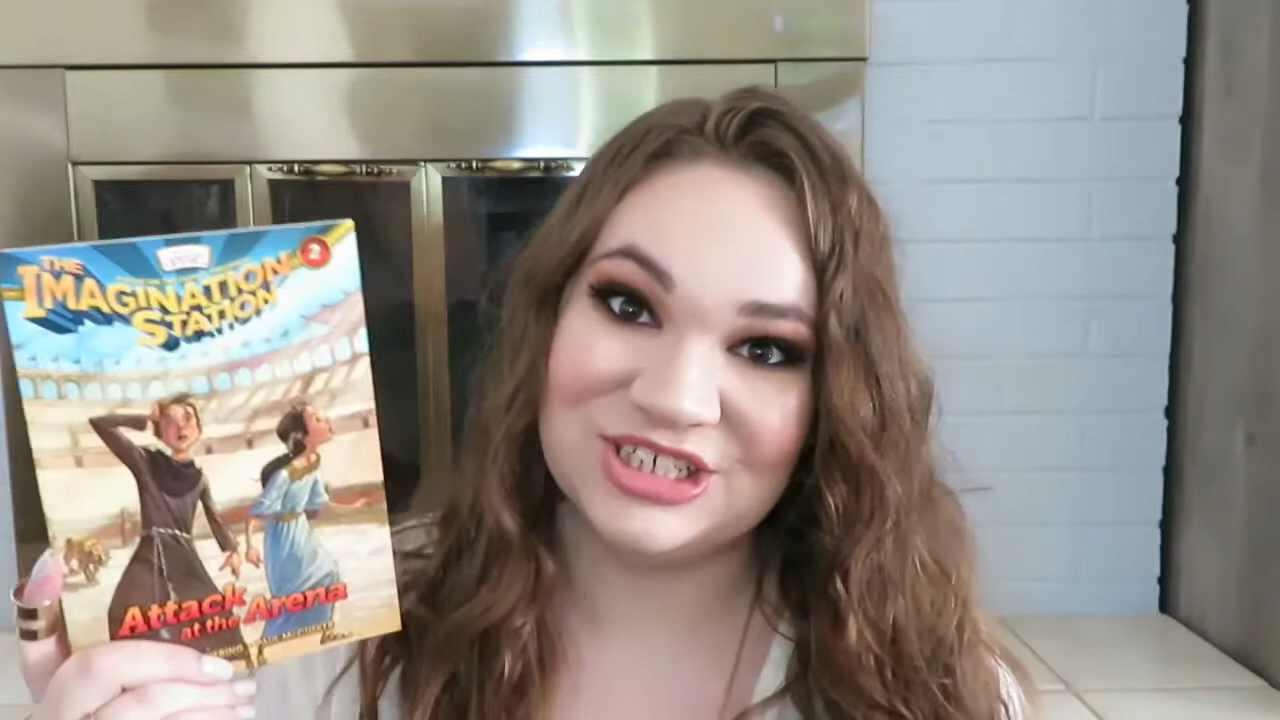 THE
IMAGINATION
STATION
2
Attack
at the Arena